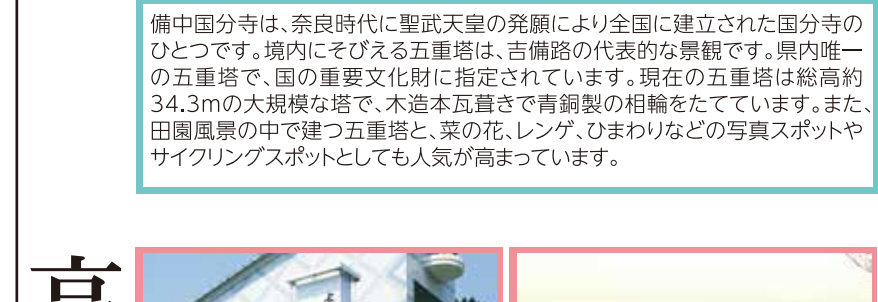 備中国分寺は、奈良時代に聖武天皇の発願により全国に建立された国分寺の
ひとつです。境内にそびえる五重塔は、吉備路の代表的な景観です。県内唯一
の五重塔で、国の重要文化財に指定されています。現在の五重塔は総高約
34.3mの大規模な塔で、木造本瓦葺きで青銅製の相輪をたてています。また、
田園風景の中で建つ五重塔と、菜の花、レンゲ、ひまわりなどの写真スポットや
サイクリングスポットとしても人気が高まっています。